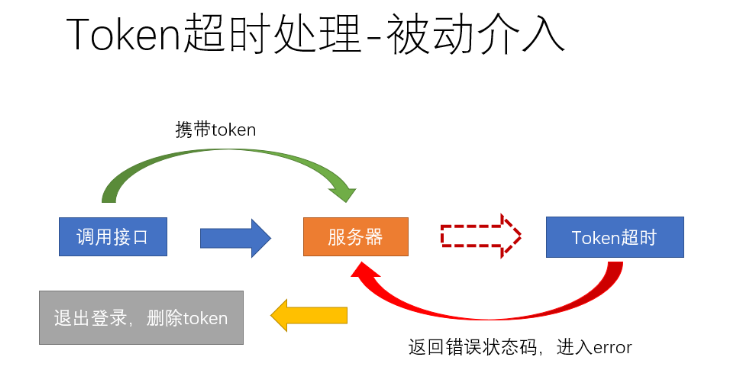 Token超时处理-被动介入
携带token
调用接口
服务器
Token超时
退出登录，删除token
返回错误状态码，进入error